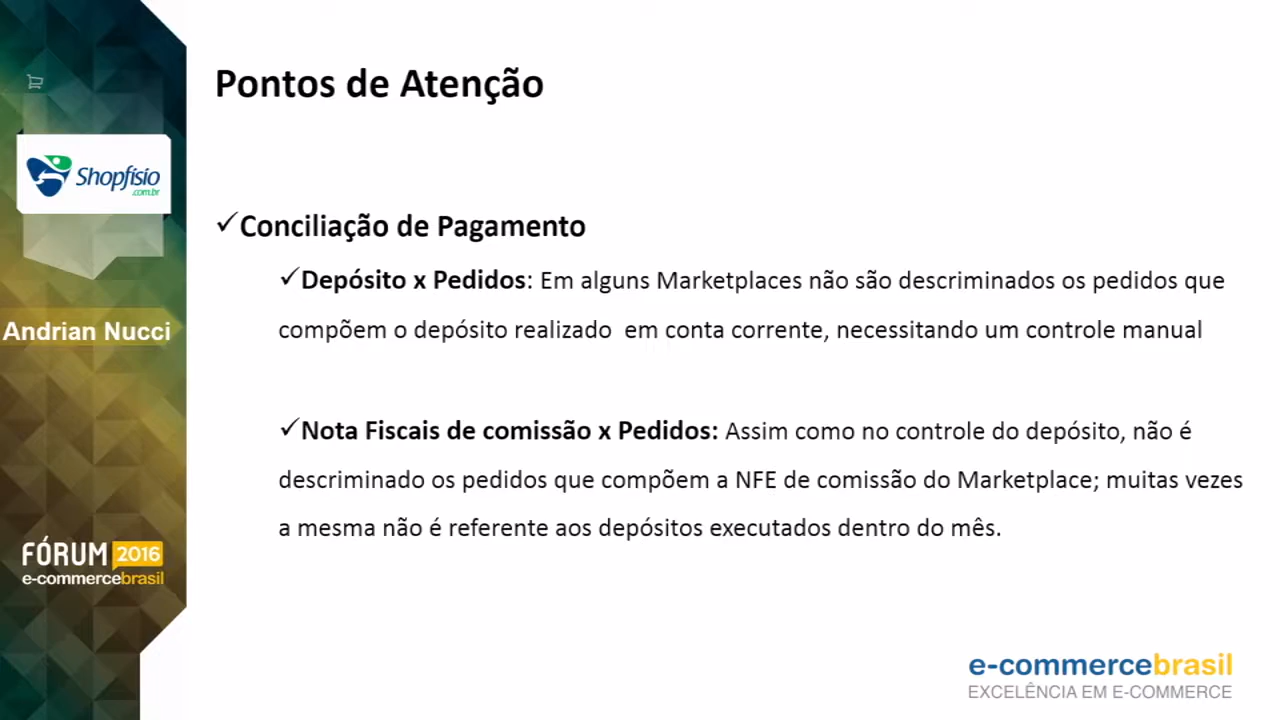 Pontos de Atenção
Shopfísio
.com.br
✓Conciliação de Pagamento
✓Depósito x Pedidos: Em alguns Marketplaces não são descriminados os pedidos que
compõem o depósito realizado em conta corrente, necessitando um controle manual
Andrian Nucci
✓Nota Fiscais de comissão x Pedidos: Assim como no controle do depósito, não é
descriminado os pedidos que compõem a NFE de comissão do Marketplace; muitas vezes
a mesma não é referente aos depósitos executados dentro do mês.
FÓRUM 2016
e-commercebrasil
e-commercebrasil
EXCELÊNCIA EM E-COMMERCE